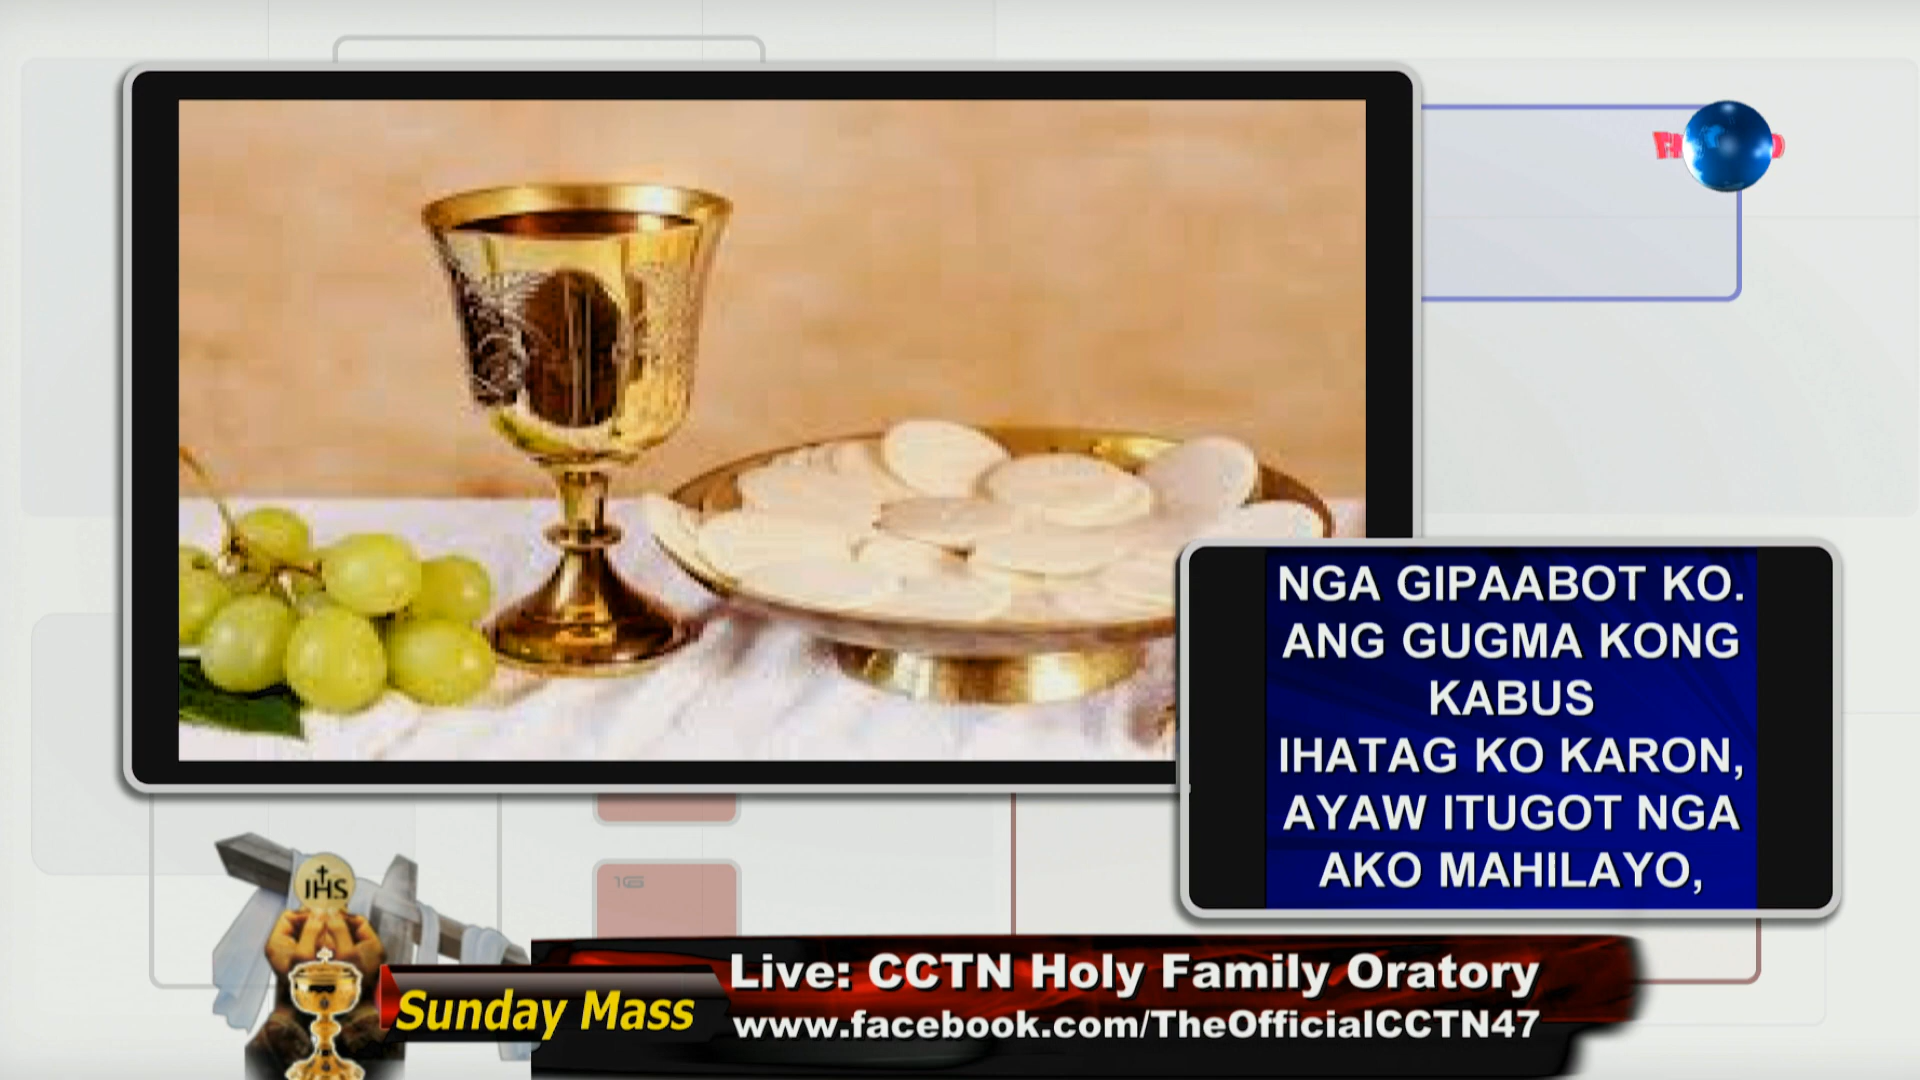 NGA GIPAABOT KO.
ANG GUGMA KONG
KABUS
IHATAG KO KARON,
AYAW ITUGOT NGA
AKO MAHILAYO,
16
IHS
Sunday Mass
Live: CCTN Holy Family Oratory
www.facebook.com/TheOfficialCCTN47